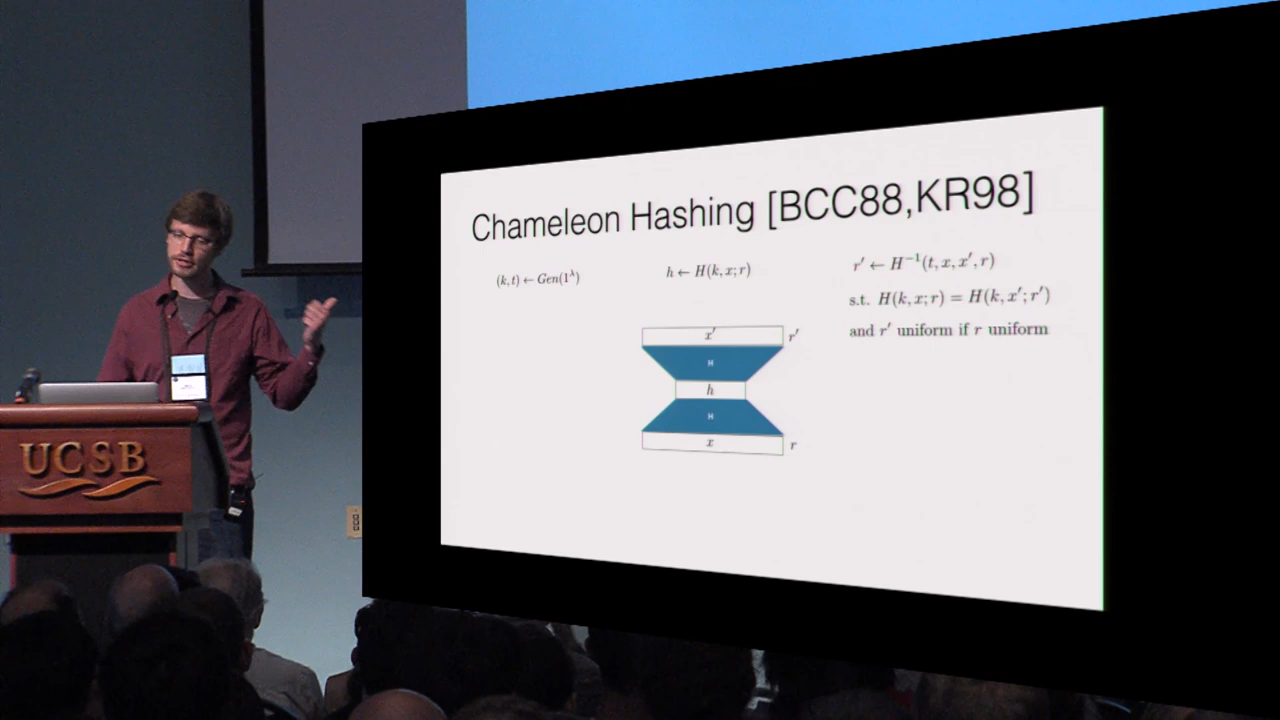 Chameleon Hashing [BCC88,KR98]
(k, t) ← Gen(1^λ)
h ← H(k, x; r)
r′ ← H^{-1}(t, x, x′, r)
s.t. H(k, x; r) = H(k, x′; r′)
and r′ uniform if r uniform
x′ r′
H
h
H
x r
UCSB